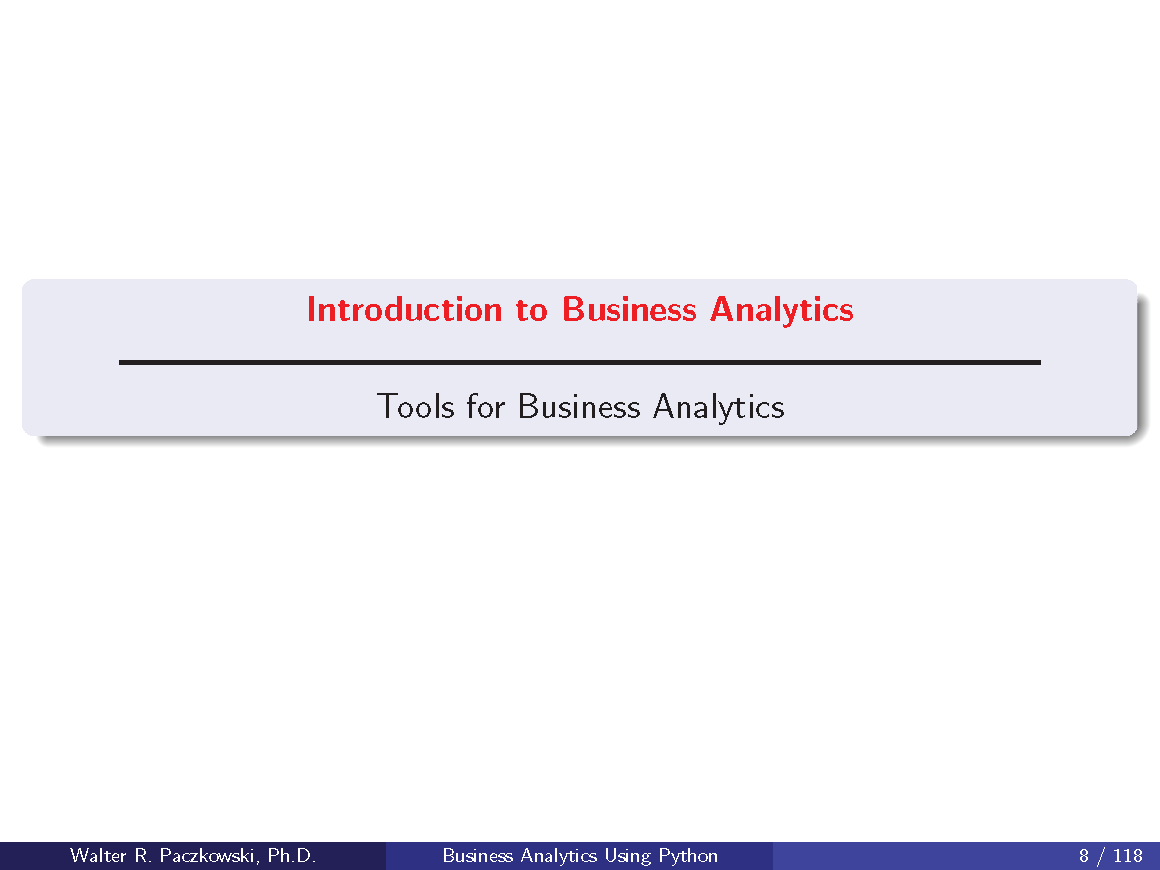 Introduction to Business Analytics
Tools for Business Analytics
Walter R. Paczkowski, Ph.D.
Business Analytics Using Python
8 / 118